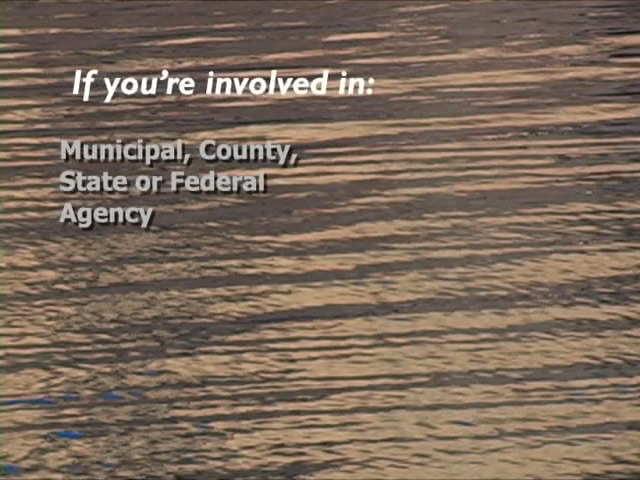 If you're involved in:
Municipal, County,
State or Federal
Agency